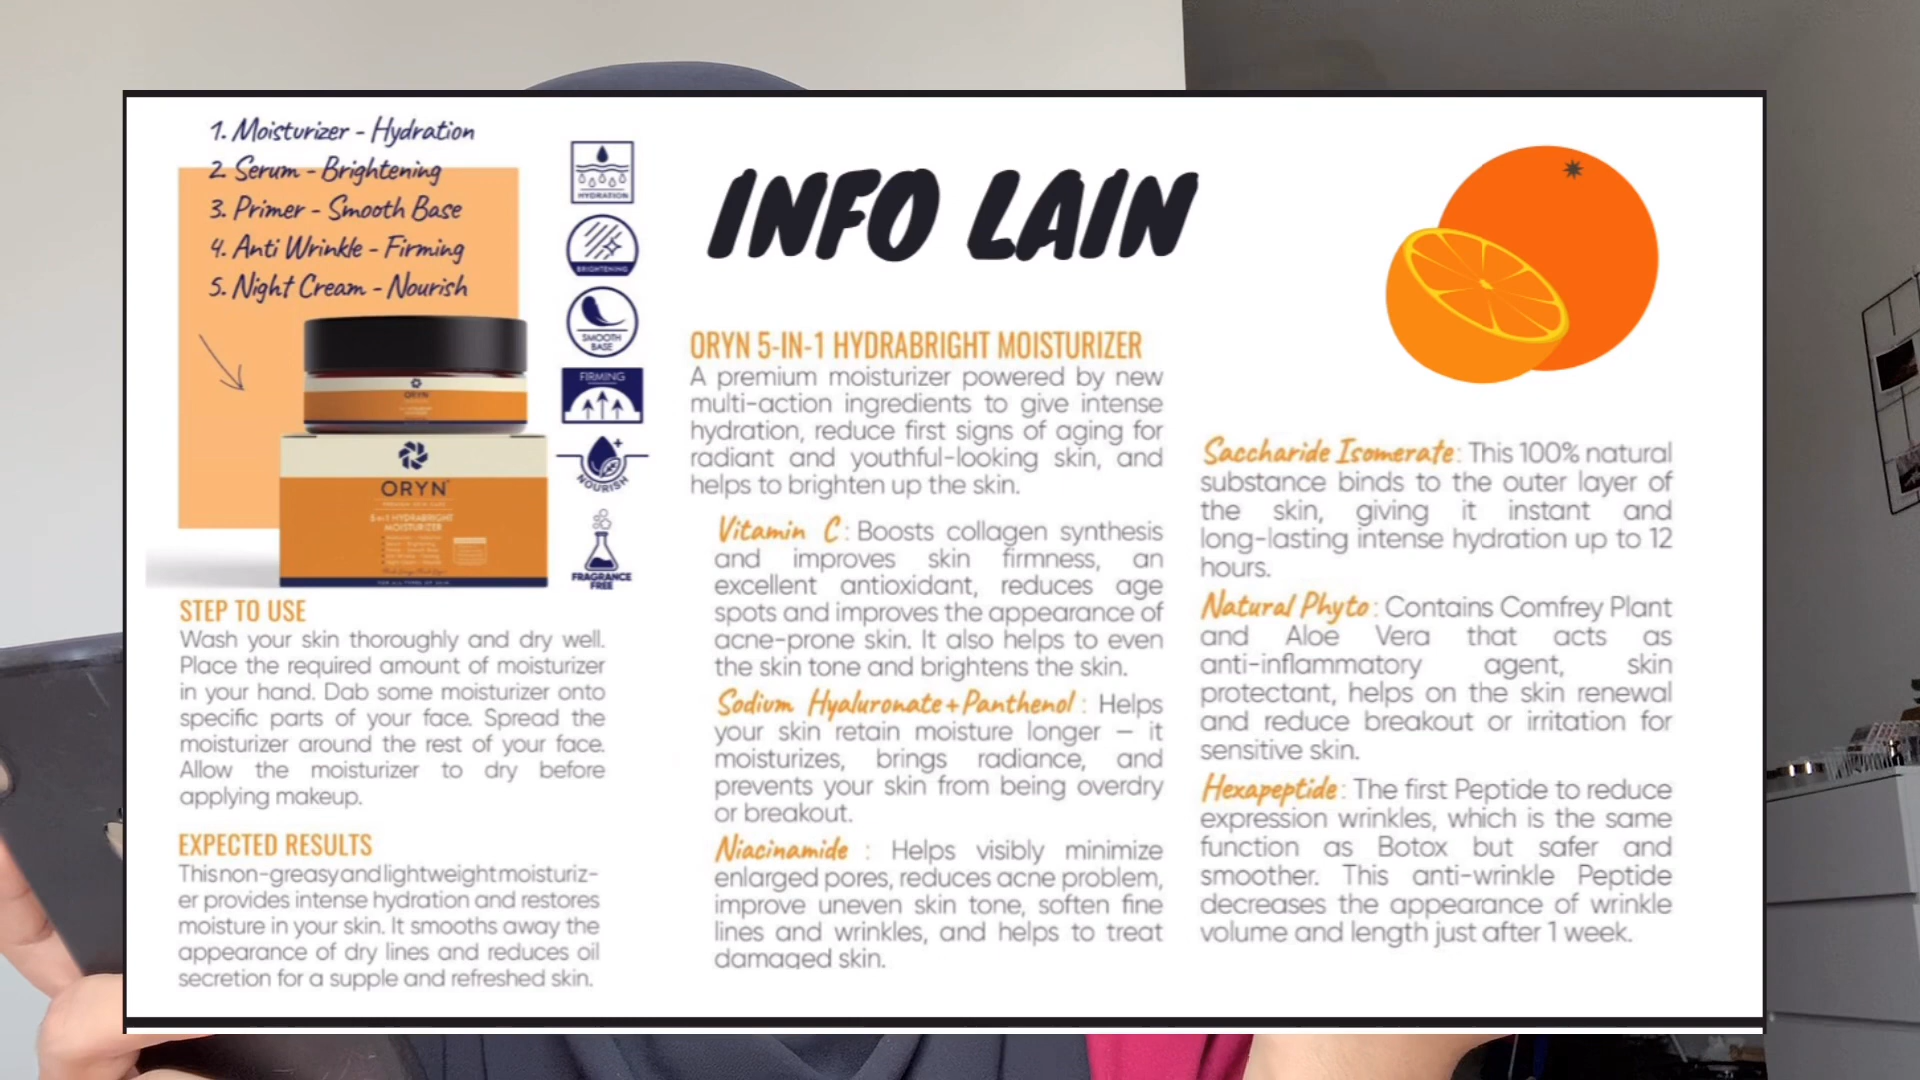 1. Moisturizer - Hydration
2. Serum - Brightening
3. Primer - Smooth Base
4. Anti Wrinkle - Firming
5. Night Cream - Nourish
HYDRATION
BRIGHTENING
SMOOTH
BASE
FIRMING
NOURISH
FRAGRANCE
FREE
ORYN
ORYN
5-in-1 HYDRABRIGHT
MOISTURIZER
FOR ALL TYPES OF SKIN
STEP TO USE
Wash your skin thoroughly and dry well.
Place the required amount of moisturizer
in your hand. Dab some moisturizer onto
specific parts of your face. Spread the
moisturizer around the rest of your face.
Allow the moisturizer to dry before
applying makeup.
EXPECTED RESULTS
This non-greasy and lightweight moisturiz-
er provides intense hydration and restores
moisture in your skin. It smooths away the
appearance of dry lines and reduces oil
secretion for a supple and refreshed skin.
INFO LAIN
ORYN 5-IN-1 HYDRABRIGHT MOISTURIZER
A premium moisturizer powered by new
multi-action ingredients to give intense
hydration, reduce first signs of aging for
radiant and youthful-looking skin, and
helps to brighten up the skin.
Vitamin C : Boosts collagen synthesis
and improves skin firmness, an
excellent antioxidant, reduces age
spots and improves the appearance of
acne-prone skin. It also helps to even
the skin tone and brightens the skin.
Sodium Hyaluronate+Panthenol : Helps
your skin retain moisture longer – it
moisturizes, brings radiance, and
prevents your skin from being overdry
or breakout.
Niacinamide : Helps visibly minimize
enlarged pores, reduces acne problem,
improve uneven skin tone, soften fine
lines and wrinkles, and helps to treat
damaged skin.
Saccharide Isomerate : This 100% natural
substance binds to the outer layer of
the skin, giving it instant and
long-lasting intense hydration up to 12
hours.
Natural Phyto : Contains Comfrey Plant
and Aloe Vera that acts as
anti-inflammatory agent, skin
protectant, helps on the skin renewal
and reduce breakout or irritation for
sensitive skin.
Hexapeptide : The first Peptide to reduce
expression wrinkles, which is the same
function as Botox but safer and
smoother. This anti-wrinkle Peptide
decreases the appearance of wrinkle
volume and length just after 1 week.